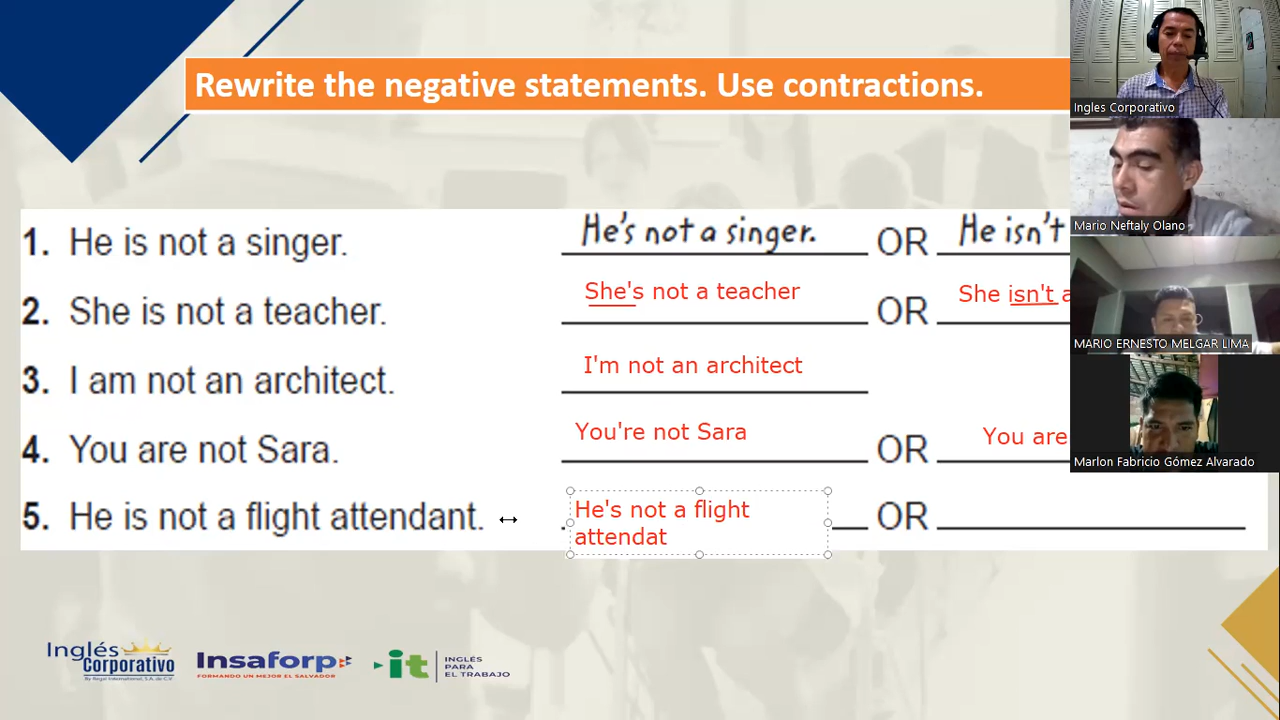 Rewrite the negative statements. Use contractions.
Ingles Corporativo
Mario Neftaly Olano
MARIO ERNESTO MELGAR LIMA
Marlon Fabricio Gómez Alvarado
1. He is not a singer. He's not a singer. OR He isn't
2. She is not a teacher. She's not a teacher OR She isn't a
3. I am not an architect. I'm not an architect
4. You are not Sara. You're not Sara OR You are
5. He is not a flight attendant. He's not a flight OR
attendat
Inglés
Corporativo
By Regal International, S.A. de C.V.
Insaforp
FORMANDO UN MEJOR EL SALVADOR
it
INGLÉS
PARA
EL TRABAJO